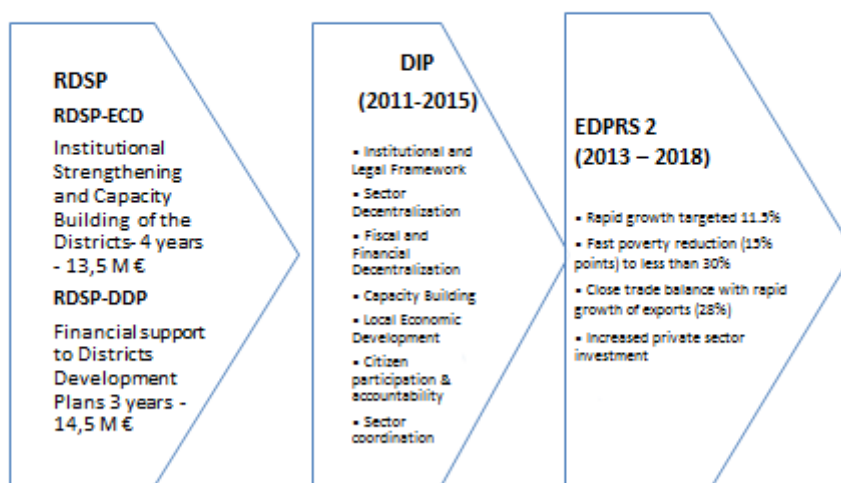 RDSP
RDSP-ECD
Institutional
Strengthening
and Capacity
Building of the
Districts- 4 years
- 13,5 M €
RDSP-DDP
Financial support
to Districts
Development
Plans 3 years -
14,5 M €
DIP
(2011-2015)
▪ Institutional and
Legal Framework
▪ Sector
Decentralization
▪ Fiscal and
Financial
Decentralization
▪ Capacity Building
▪ Local Economic
Development
▪ Citizen
participation &
accountability
▪ Sector
coordination
EDPRS 2
(2013 – 2018)
▪ Rapid growth targeted 11.5%
▪ Fast poverty reduction (15%
points) to less than 30%
▪ Close trade balance with rapid
growth of exports (28%)
▪ Increased private sector
investment